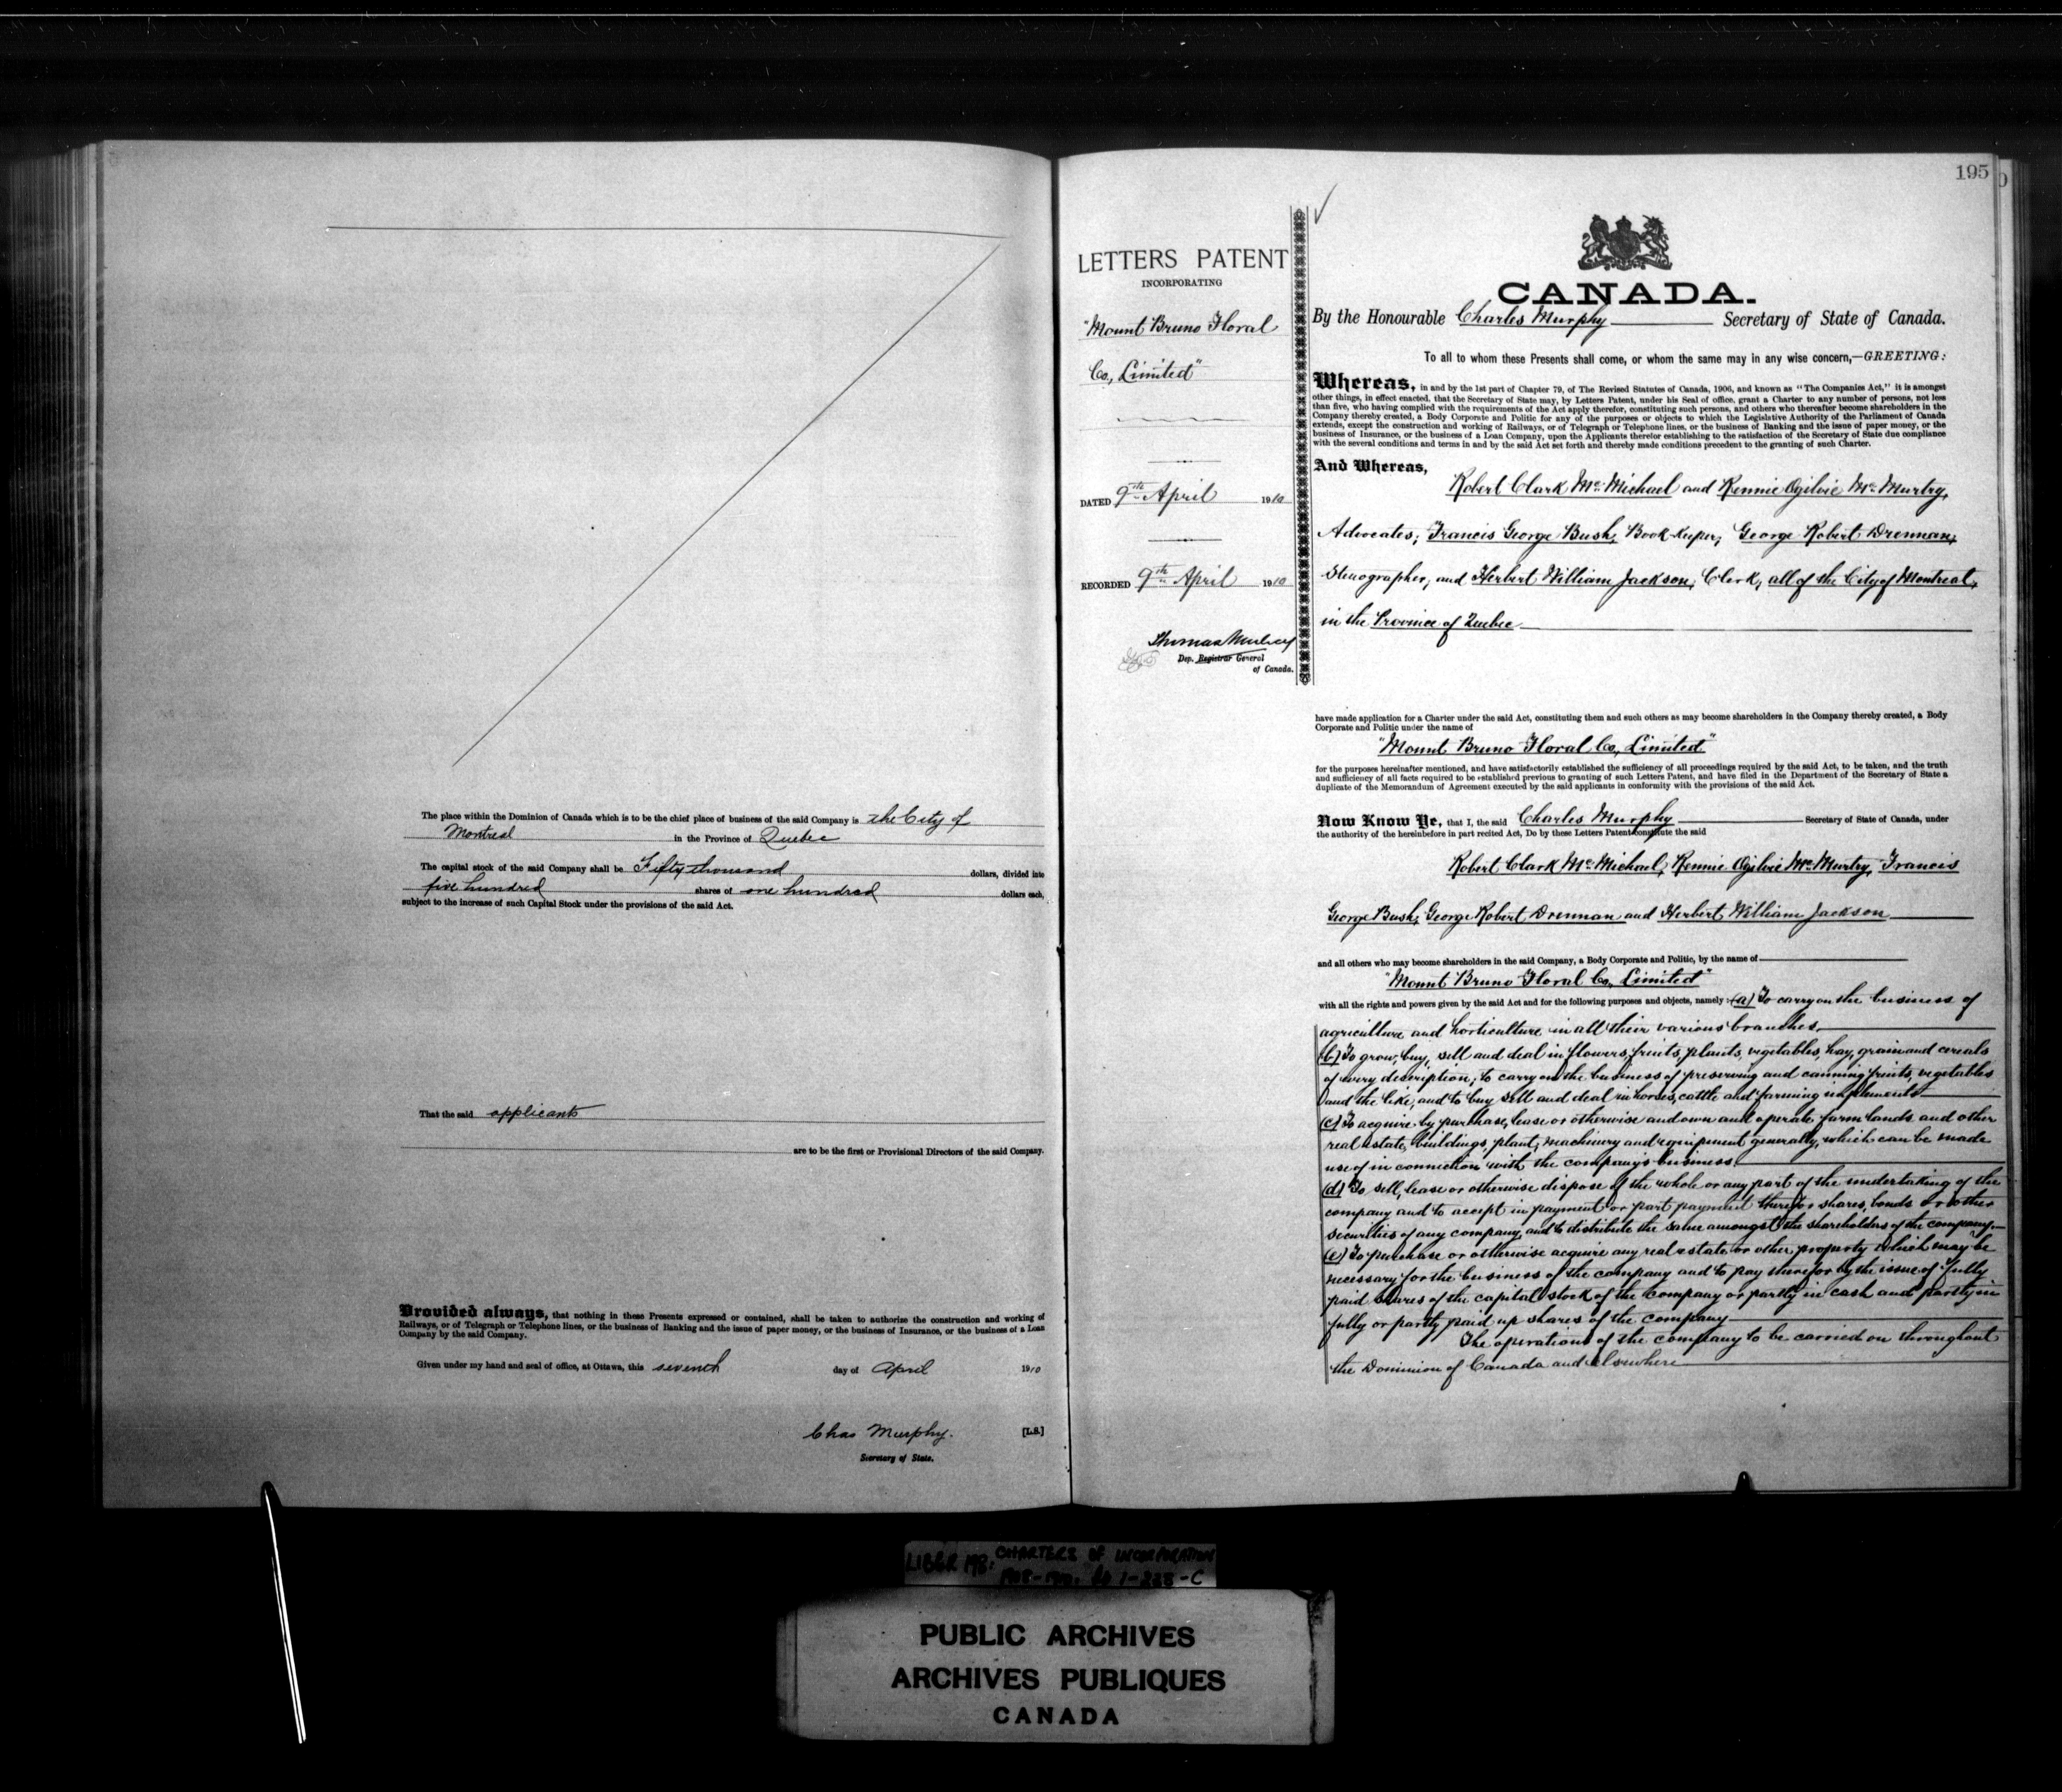 The place within the Dominion of Canada which is to be the chief place of business of the said Company is the City of
Montreal in the Province of Quebec
The capital stock of the said Company shall be Fifty thousand dollars, divided into
five hundred shares of one hundred dollars each,
subject to the increase of such Capital Stock under the provisions of the said Act.
That the said applicants
are to be the first or Provisional Directors of the said Company.
Provided always, that nothing in these Presents expressed or contained, shall be taken to authorize the construction and working of
Railways, or of Telegraph or Telephone lines, or the business of Banking and the issue of paper money, or the business of Insurance, or the business of a Loan
Company by the said Company.
Given under my hand and seal of office, at Ottawa, this seventh day of April 1910
Chas Murphy. [L.S.]
Secretary of State.
195
LETTERS PATENT
INCORPORATING
"Mount Bruno Floral
Co., Limited"
DATED 9th April 1910
RECORDED 9th April 1910
Thomas Mulvey
Dep. Registrar General
of Canada.
CANADA.
By the Honourable Charles Murphy Secretary of State of Canada.
To all to whom these Presents shall come, or whom the same may in any wise concern,—GREETING:
Whereas, in and by the 1st part of Chapter 79, of The Revised Statutes of Canada, 1906, and known as "The Companies Act," it is amongst
other things, in effect enacted, that the Secretary of State may, by Letters Patent, under his Seal of office, grant a Charter to any number of persons, not less
than five, who having complied with the requirements of the Act apply therefor, constituting such persons, and others who thereafter become shareholders in the
Company thereby created, a Body Corporate and Politic for any of the purposes or objects to which the Legislative Authority of the Parliament of Canada
extends, except the construction and working of Railways, or of Telegraph or Telephone lines, or the business of Banking and the issue of paper money, or the
business of Insurance, or the business of a Loan Company, upon the Applicants therefor establishing to the satisfaction of the Secretary of State due compliance
with the several conditions and terms in and by the said Act set forth and thereby made conditions precedent to the granting of such Charter.
And Whereas,
Robert Clark McMichael and Rennie Ogilvie McMurtry,
Advocates; Francis George Bush, Book-keeper; George Robert Drennan,
Stenographer, and Herbert William Jackson, Clerk, all of the City of Montreal,
in the Province of Quebec
have made application for a Charter under the said Act, constituting them and such others as may become shareholders in the Company thereby created, a Body
Corporate and Politic under the name of
"Mount Bruno Floral Co., Limited"
for the purposes hereinafter mentioned, and have satisfactorily established the sufficiency of all proceedings required by the said Act, to be taken, and the truth
and sufficiency of all facts required to be established previous to granting of such Letters Patent, and have filed in the Department of the Secretary of State a
duplicate of the Memorandum of Agreement executed by the said applicants in conformity with the provisions of the said Act.
Now Know Ye, that I, the said Charles Murphy Secretary of State of Canada, under
the authority of the hereinbefore in part recited Act, Do by these Letters Patent constitute the said
Robert Clark McMichael, Rennie Ogilvie McMurtry, Francis
George Bush, George Robert Drennan and Herbert William Jackson
and all others who may become shareholders in the said Company, a Body Corporate and Politic, by the name of
"Mount Bruno Floral Co., Limited"
with all the rights and powers given by the said Act and for the following purposes and objects, namely:—(a) To carry on the business of
agriculture and horticulture in all their various branches.
(b) To grow, buy, sell and deal in flowers, fruits, plants, vegetables, hay, grain and cereals
of every description; to carry on the business of preserving and canning fruits, vegetables
and the like; and to buy sell and deal in horses, cattle and farming implements
(c) To acquire by purchase, lease or otherwise and own and operate farm lands and other
real estate, buildings, plant, machinery and equipment generally, which can be made
use of in connection with the company's business.
(d) To sell, lease or otherwise dispose of the whole or any part of the undertaking of the
company and to accept in payment or part payment therefor shares, bonds or other
securities of any company, and to distribute the same amongst the shareholders of the company.
(e) To purchase or otherwise acquire any real estate or other property which may be
necessary for the business of the company and to pay therefor by the issue of fully
paid shares of the capital stock of the company or partly in cash and partly in
fully or partly paid up shares of the company
The operations of the company to be carried on throughout
the Dominion of Canada and elsewhere
LIBER 198: CHARTERS OF INCORPORATION
PUBLIC ARCHIVES
ARCHIVES PUBLIQUES
CANADA